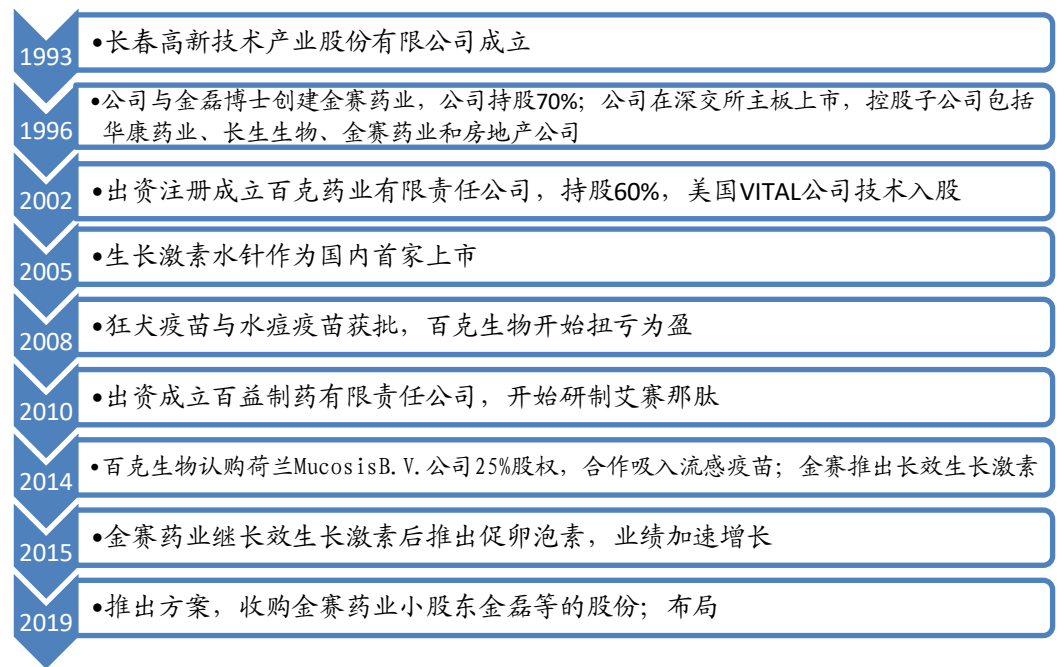 1993
•长春高新技术产业股份有限公司成立
1996
•公司与金磊博士创建金赛药业，公司持股70%；公司在深交所主板上市，控股子公司包括
华康药业、长生生物、金赛药业和房地产公司
2002
•出资注册成立百克药业有限责任公司，持股60%，美国VITAL公司技术入股
2005
•生长激素水针作为国内首家上市
2008
•狂犬疫苗与水痘疫苗获批，百克生物开始扭亏为盈
2010
•出资成立百益制药有限责任公司，开始研制艾赛那肽
2014
•百克生物认购荷兰MucosisB.V.公司25%股权，合作吸入流感疫苗；金赛推出长效生长激素
2015
•金赛药业继长效生长激素后推出促卵泡素，业绩加速增长
2019
•推出方案，收购金赛药业小股东金磊等的股份；布局